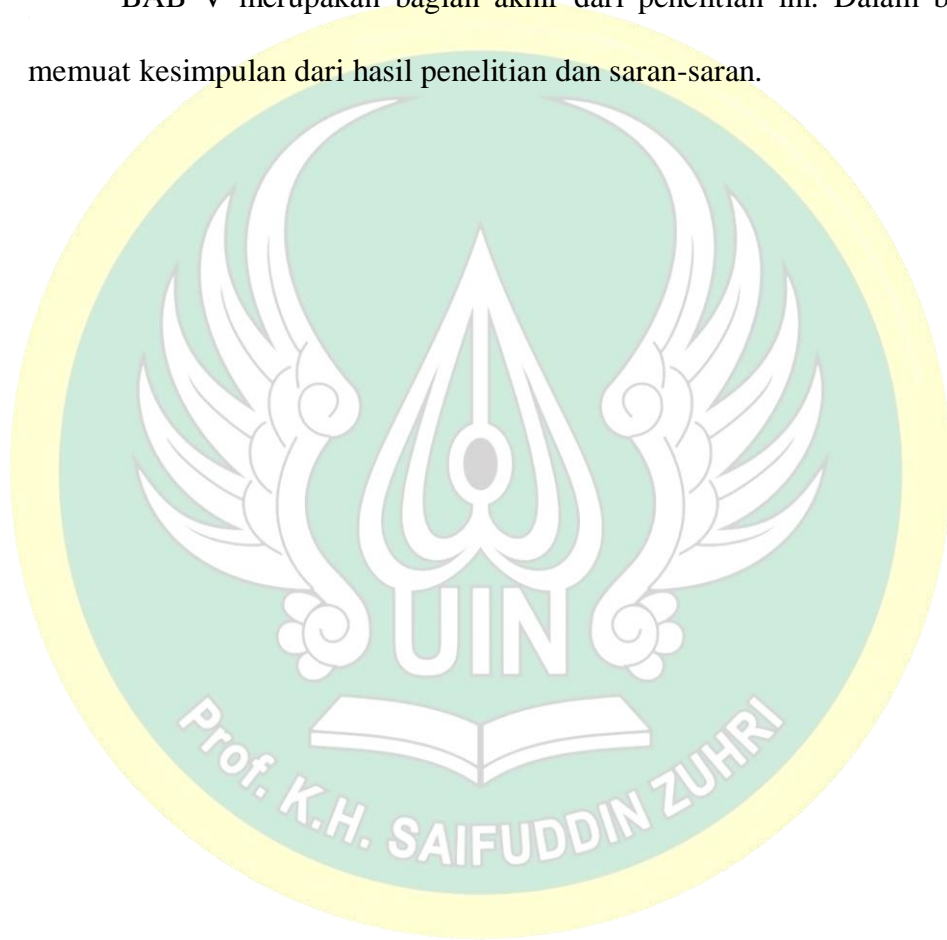 BAB V merupakan bagian akhir dari penelitian ini. Dalam
memuat kesimpulan dari hasil penelitian dan saran-saran.
UIN
Prof. K.H. SAIFUDDIN ZUHRI